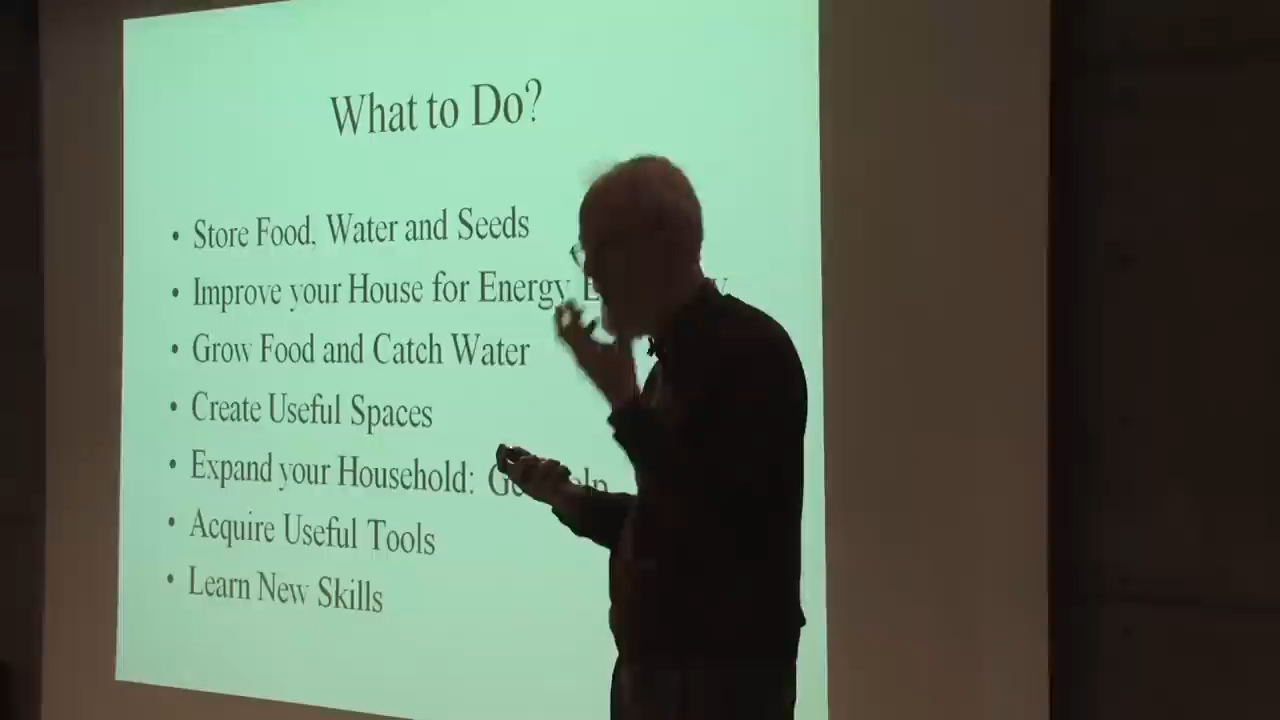 What to Do?
• Store Food, Water and Seeds
• Improve your House for Energy
• Grow Food and Catch Water
• Create Useful Spaces
• Expand your Household:
• Acquire Useful Tools
• Learn New Skills